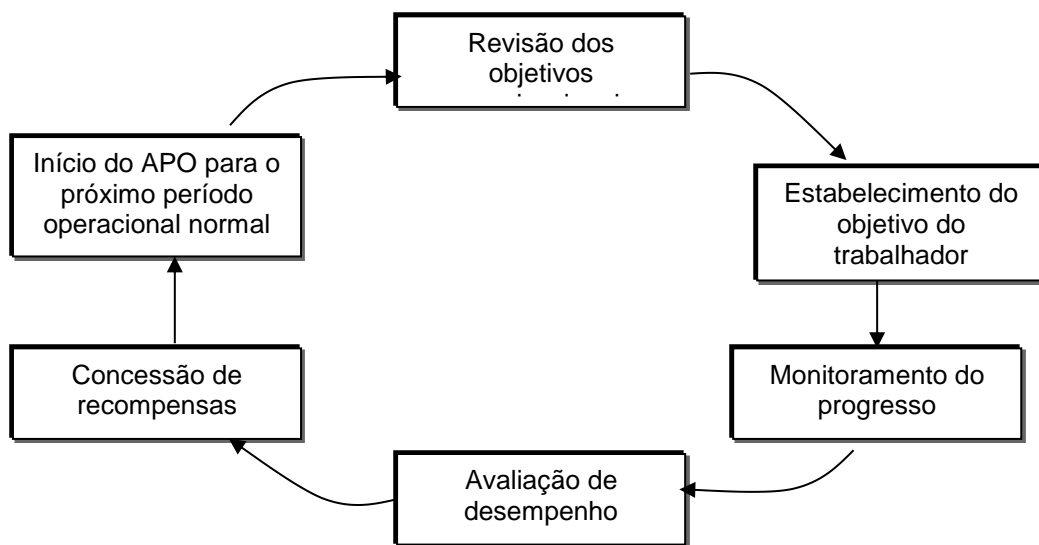 Revisão dos
objetivos
Início do APO para o
próximo período
operacional normal
Estabelecimento do
objetivo do
trabalhador
Concessão de
recompensas
Monitoramento do
progresso
Avaliação de
desempenho